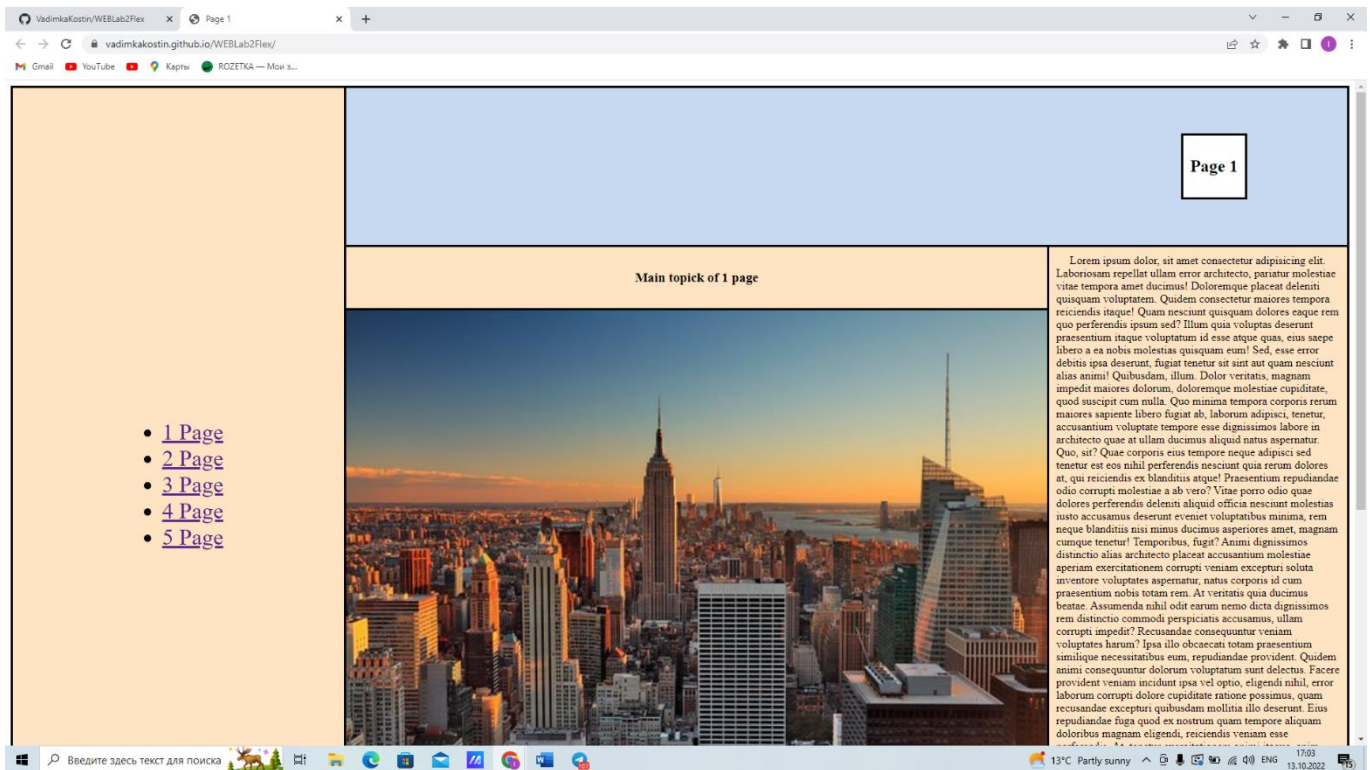 VadimkaKostin/WEBLab2Flex
Page 1
vadimkakostin.github.io/WEBLab2Flex/
Gmail
YouTube
Карты
ROZETKA — Мои з...
Page 1
1 Page
2 Page
3 Page
4 Page
5 Page
Main topick of 1 page
Lorem ipsum dolor, sit amet consectetur adipisicing elit.
Laboriosam repellat ullam error architecto, pariatur molestiae
vitae tempora amet ducimus! Doloremque placeat deleniti
quisquam voluptatem. Quidem consectetur maiores tempora
reiciendis itaque! Quam nesciunt quisquam dolores eaque rem
quo perferendis ipsum sed? Illum quia voluptas deserunt
praesentium itaque voluptatum id esse atque quas, eius saepe
libero a ea nobis molestias quisquam eum! Sed, esse error
debitis ipsa deserunt, fugiat tenetur sit sint aut quam nesciunt
alias animi! Quibusdam, illum. Dolor veritatis, magnam
impedit maiores dolorum, doloremque molestiae cupiditate,
quod suscipit cum nulla. Quo minima tempora corporis rerum
maiores sapiente libero fugiat ab, laborum adipisci, tenetur,
accusantium voluptate tempore esse dignissimos labore in
architecto quae at ullam ducimus aliquid natus aspernatur.
Quo, sit? Quae corporis eius tempore neque adipisci sed
tenetur est eos nihil perferendis nesciunt quia rerum dolores
at, qui reiciendis ex blanditiis atque! Praesentium repudiandae
odio corrupti molestiae a ab vero? Vitae porro odio quae
dolores perferendis deleniti aliquid officia nesciunt molestias
iusto accusamus deserunt eveniet voluptatibus minima, rem
neque blanditiis nisi minus ducimus asperiores amet, magnam
cumque tenetur! Temporibus, fugit? Animi dignissimos
distinctio alias architecto placeat accusantium molestiae
aperiam exercitationem corrupti veniam excepturi soluta
inventore voluptates aspernatur, natus corporis id cum
praesentium nobis totam rem. At veritatis quia ducimus
beatae. Assumenda nihil odit earum nemo dicta dignissimos
rem distinctio commodi perspiciatis accusamus, ullam
corrupti impedit? Recusandae consequuntur veniam
voluptates harum? Ipsa illo obcaecati totam praesentium
similique necessitatibus eum, repudiandae provident. Quidem
animi consequuntur dolorum voluptatum sunt delectus. Facere
provident veniam incidunt ipsa vel optio, eligendi nihil, error
laborum corrupti dolore cupiditate ratione possimus, quam
recusandae excepturi quibusdam mollitia illo deserunt. Eius
repudiandae fuga quod ex nostrum quam tempore aliquam
doloribus magnam eligendi, reiciendis veniam esse
Введите здесь текст для поиска
13°C Partly sunny
ENG
17:03
13.10.2022